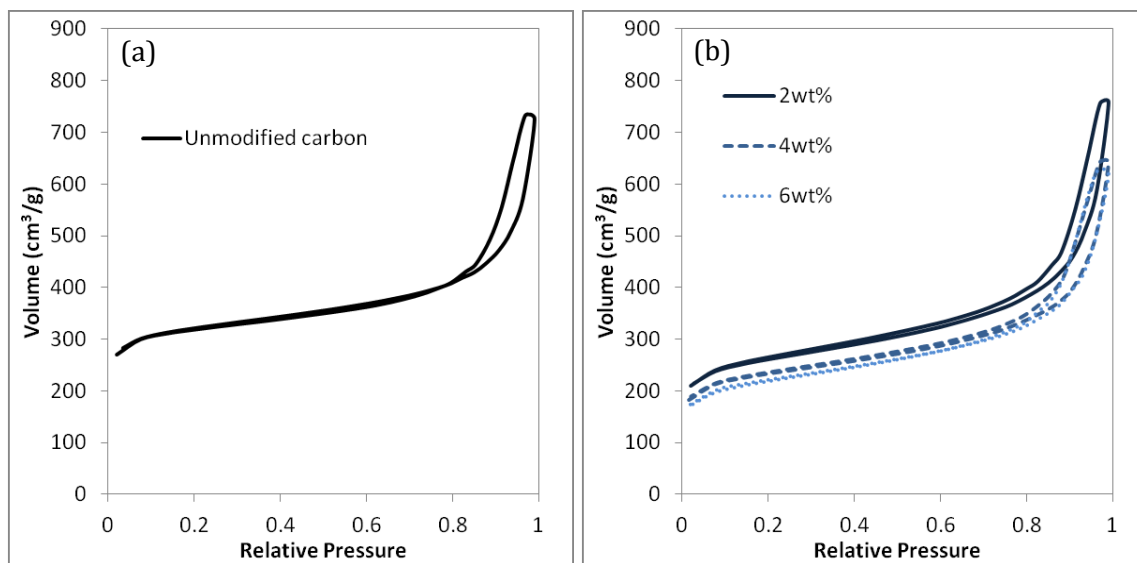 (a)
Unmodified carbon
Volume (cm³/g)
900
800
700
600
500
400
300
200
100
0
0 0.2 0.4 0.6 0.8 1
Relative Pressure
(b)
2wt%
4wt%
6wt%
Volume (cm³/g)
900
800
700
600
500
400
300
200
100
0
0 0.2 0.4 0.6 0.8 1
Relative Pressure